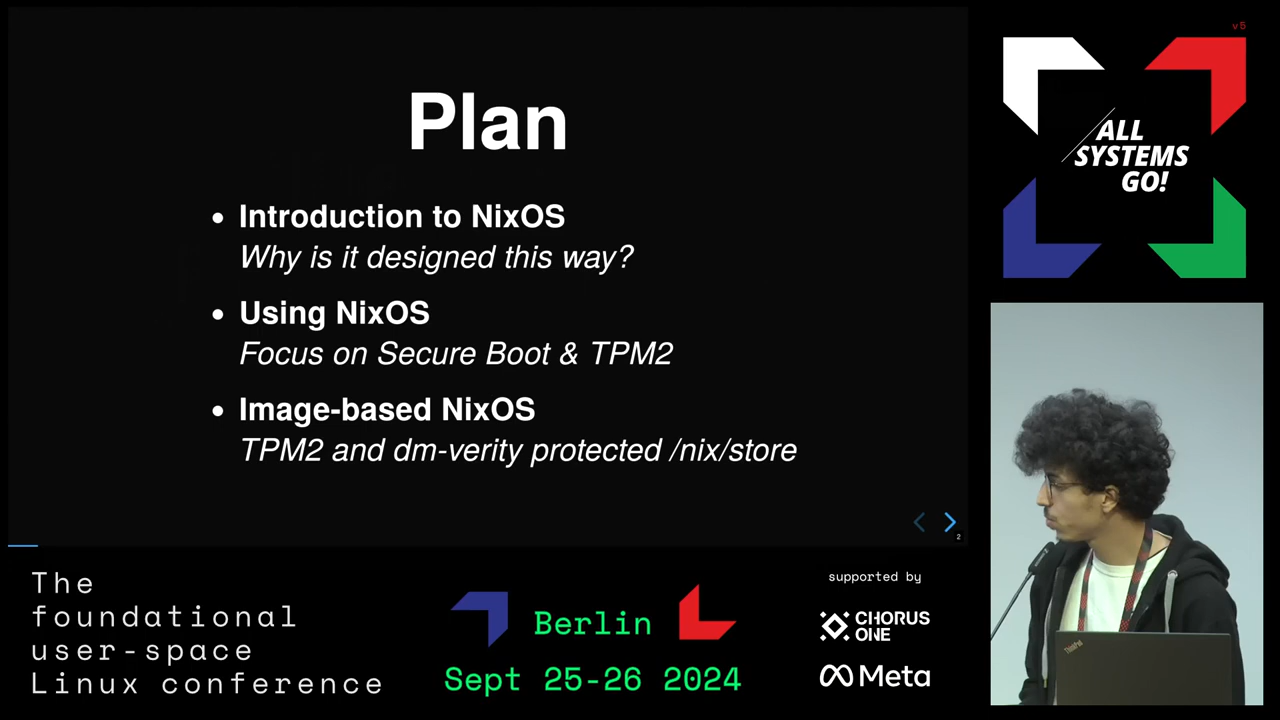 Plan
Introduction to NixOS
Why is it designed this way?
Using NixOS
Focus on Secure Boot & TPM2
Image-based NixOS
TPM2 and dm-verity protected /nix/store
2
v5
ALL
SYSTEMS
GO!
ThinkPad
The
foundational
user-space
Linux conference
Berlin
Sept 25-26 2024
supported by
CHORUS
ONE
Meta